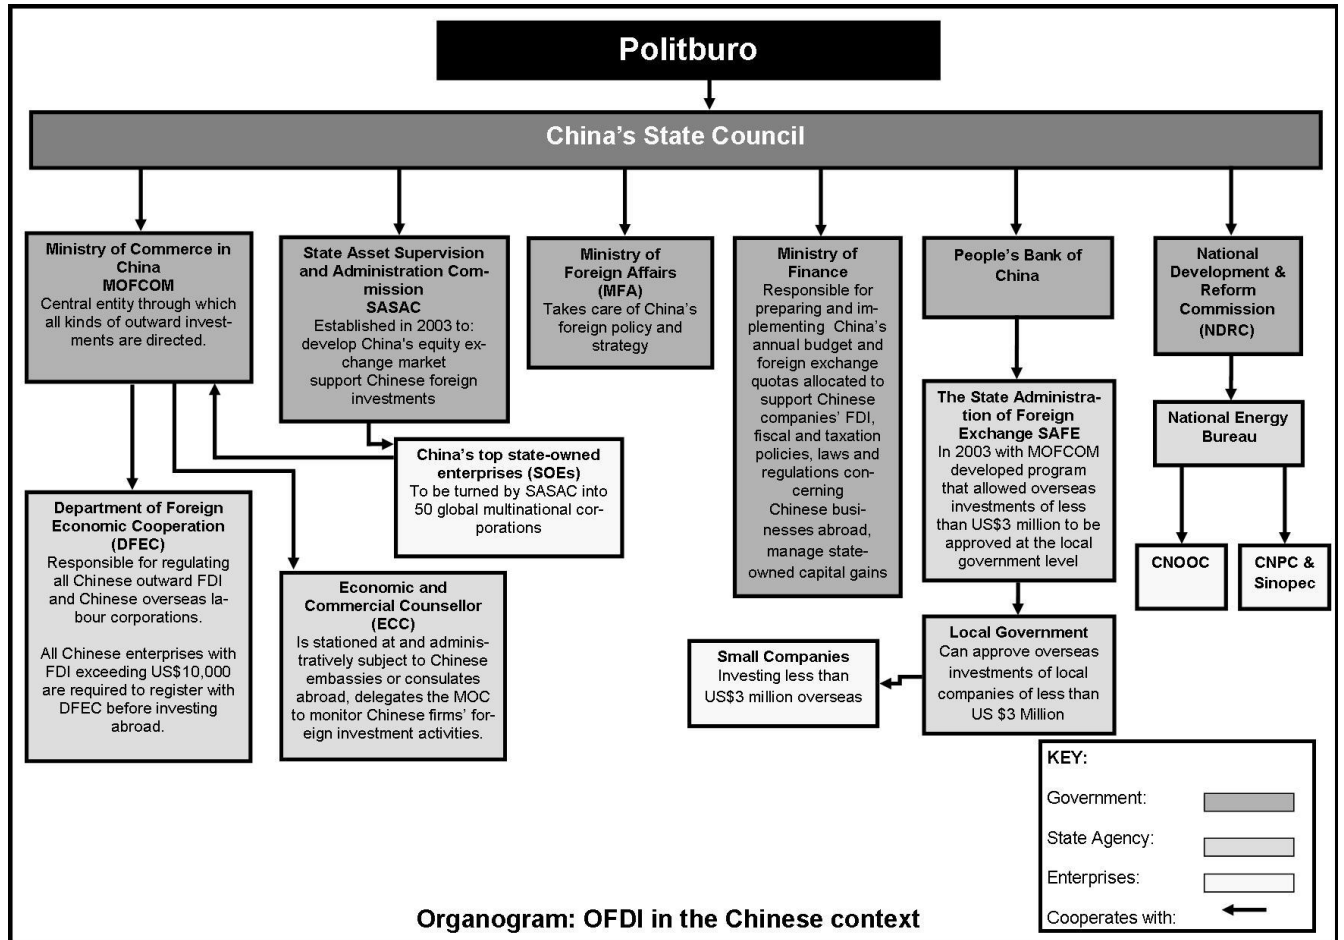 Politburo
China's State Council
Ministry of Commerce in
China
MOFCOM
Central entity through which
all kinds of outward invest-
ments are directed.
State Asset Supervision
and Administration Com-
mission
SASAC
Established in 2003 to:
develop China's equity ex-
change market
support Chinese foreign
investments
Ministry of
Foreign Affairs
(MFA)
Takes care of China's
foreign policy and
strategy
Ministry of
Finance
Responsible for
preparing and im-
plementing China's
annual budget and
foreign exchange
quotas allocated to
support Chinese
companies' FDI,
fiscal and taxation
policies, laws and
regulations con-
cerning
Chinese busi-
nesses abroad,
manage state-
owned capital gains
People's Bank of
China
National
Development &
Reform
Commission
(NDRC)
The State Administra-
tion of Foreign
Exchange SAFE
In 2003 with MOFCOM
developed program
that allowed overseas
investments of less
than US$3 million to be
approved at the local
government level
National Energy
Bureau
China's top state-owned
enterprises (SOEs)
To be turned by SASAC into
50 global multinational cor-
porations
Department of Foreign
Economic Cooperation
(DFEC)
Responsible for regulating
all Chinese outward FDI
and Chinese overseas la-
bour corporations.
All Chinese enterprises with
FDI exceeding US$10,000
are required to register with
DFEC before investing
abroad.
Economic and
Commercial Counsellor
(ECC)
Is stationed at and adminis-
tratively subject to Chinese
embassies or consulates
abroad, delegates the MOC
to monitor Chinese firms' for-
eign investment activities.
CNOOC
CNPC &
Sinopec
Small Companies
Investing less than
US$3 million overseas
Local Government
Can approve overseas
investments of local
companies of less than
US $3 Million
KEY:
Government:
State Agency:
Enterprises:
Cooperates with:
Organogram: OFDI in the Chinese context